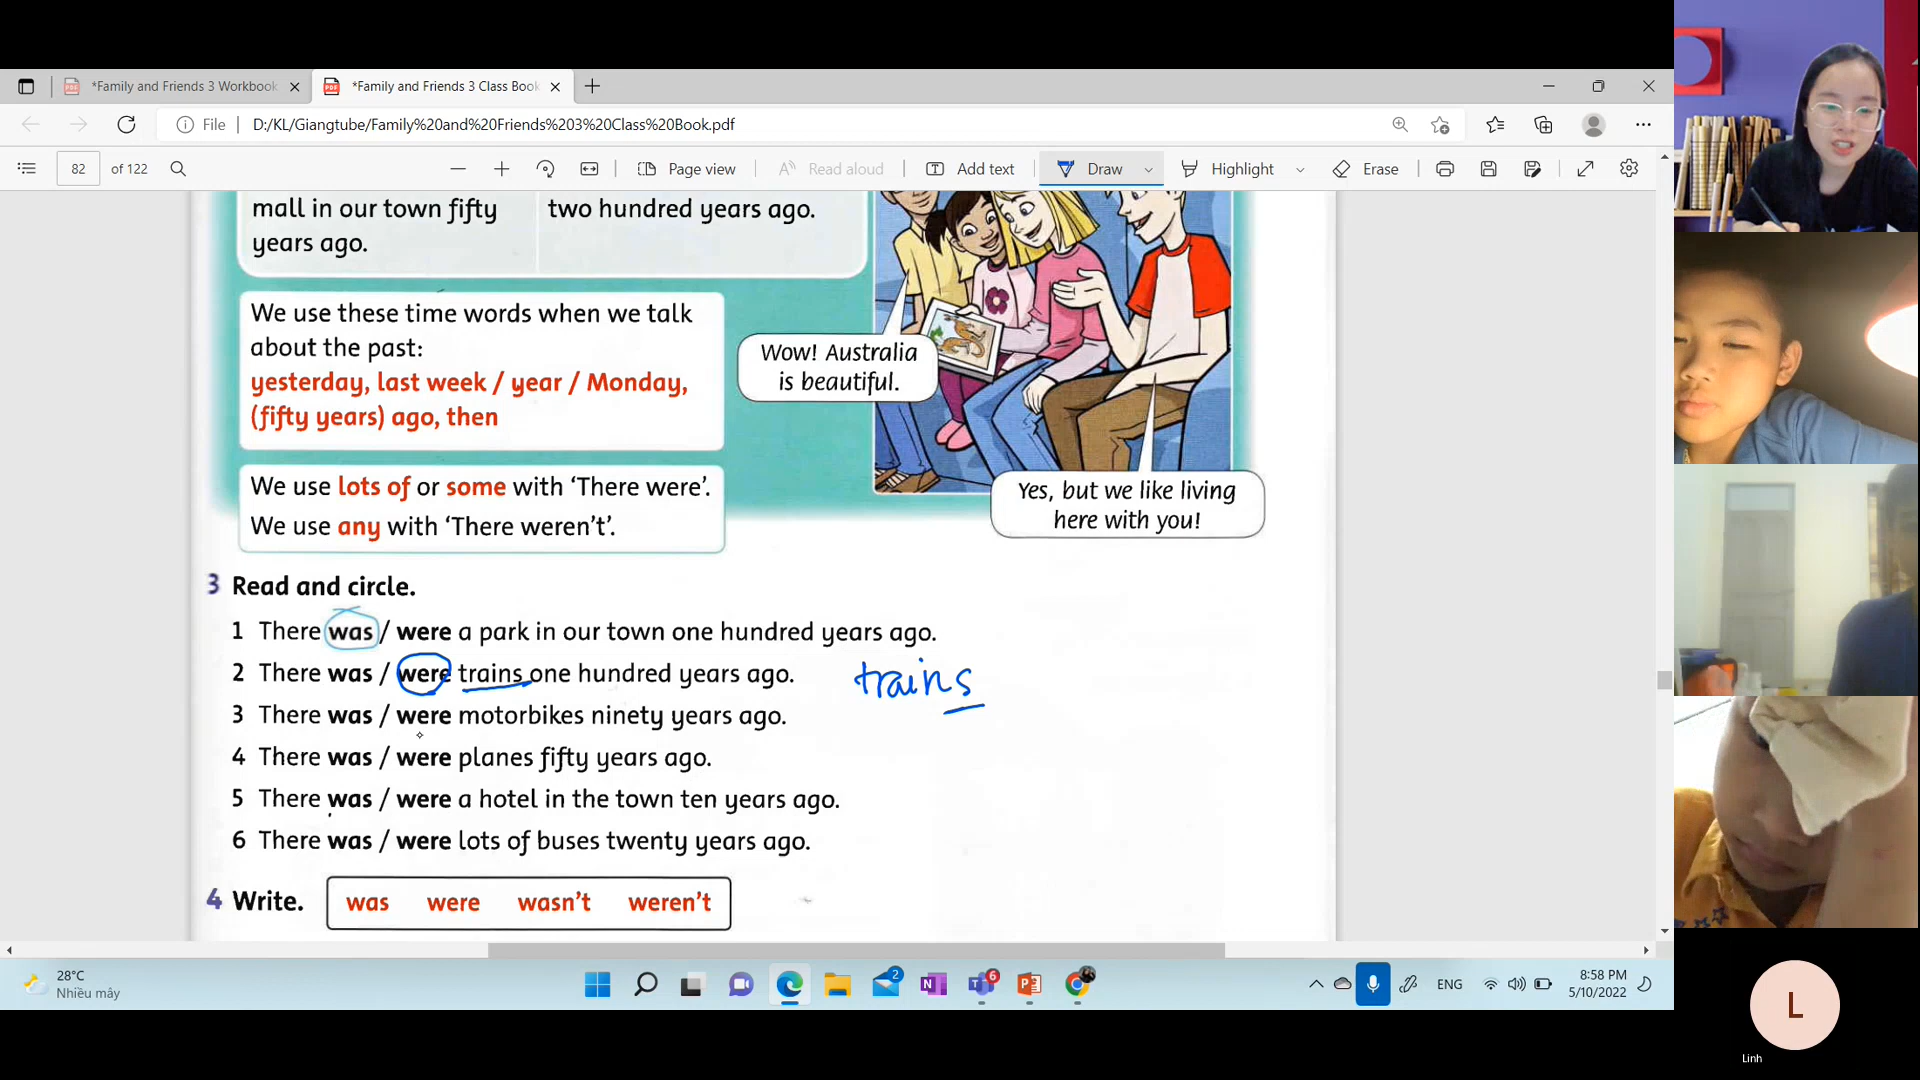 *Family and Friends 3 Workbook
*Family and Friends 3 Class Book
File D:/KL/Giangtube/Family%20and%20Friends%203%20Class%20Book.pdf
82 of 122 Page view Read aloud Add text Draw Highlight Erase
mall in our town fifty
years ago.
two hundred years ago.
We use these time words when we talk
about the past:
yesterday, last week / year / Monday,
(fifty years) ago, then
Wow! Australia
is beautiful.
We use lots of or some with ‘There were’.
We use any with ‘There weren’t’.
Yes, but we like living
here with you!
3 Read and circle.
1 There was / were a park in our town one hundred years ago.
2 There was / were trains one hundred years ago.
trains
3 There was / were motorbikes ninety years ago.
4 There was / were planes fifty years ago.
5 There was / were a hotel in the town ten years ago.
6 There was / were lots of buses twenty years ago.
4 Write. was were wasn’t weren’t
28°C
Nhiều mây
2
6
ENG
8:58 PM
5/10/2022
L
Linh